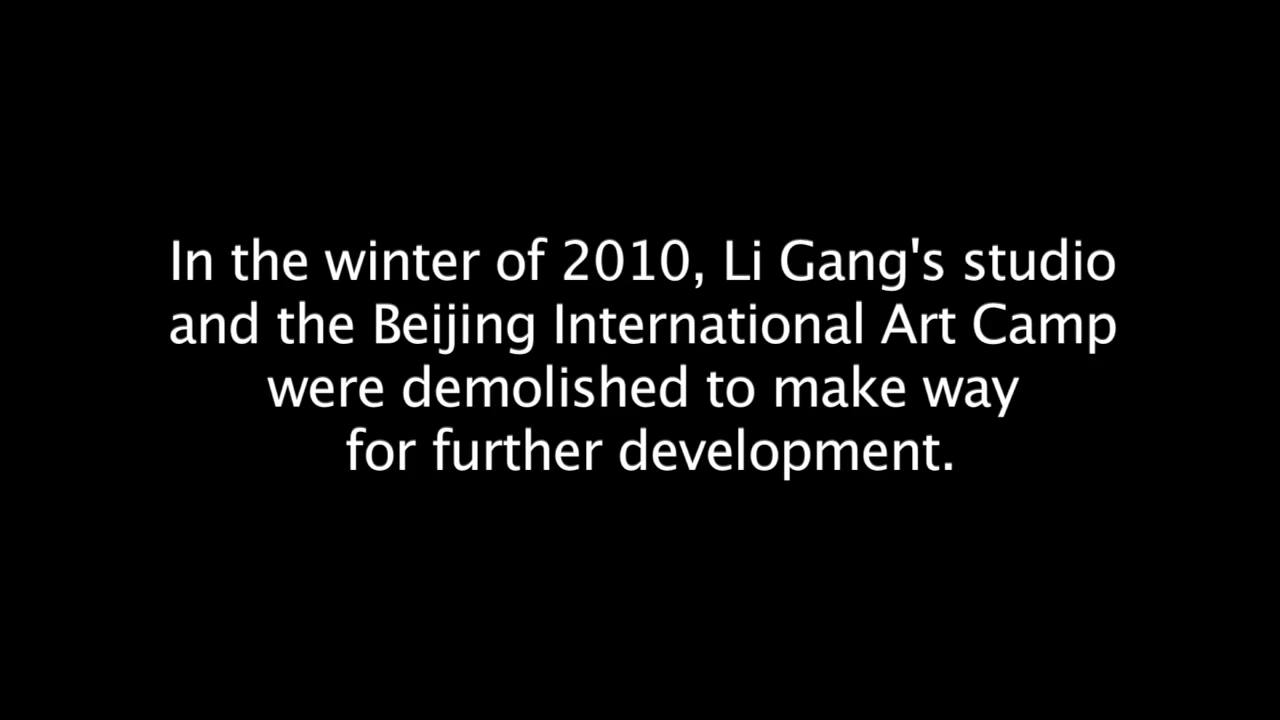 In the winter of 2010, Li Gang's studio
and the Beijing International Art Camp
were demolished to make way
for further development.